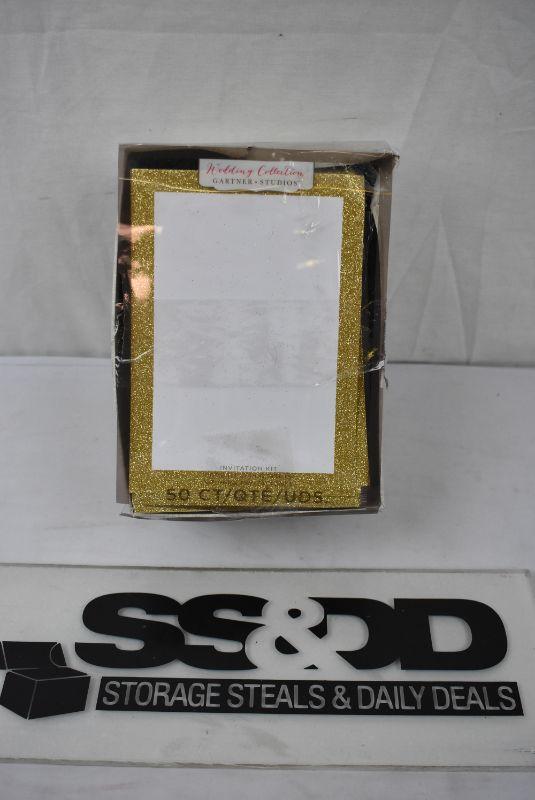 Wedding Collection
GARTNER • STUDIOS
INVITATION KIT
50 CT/QTE/UDS
SS&DD
STORAGE STEALS & DAILY DEALS